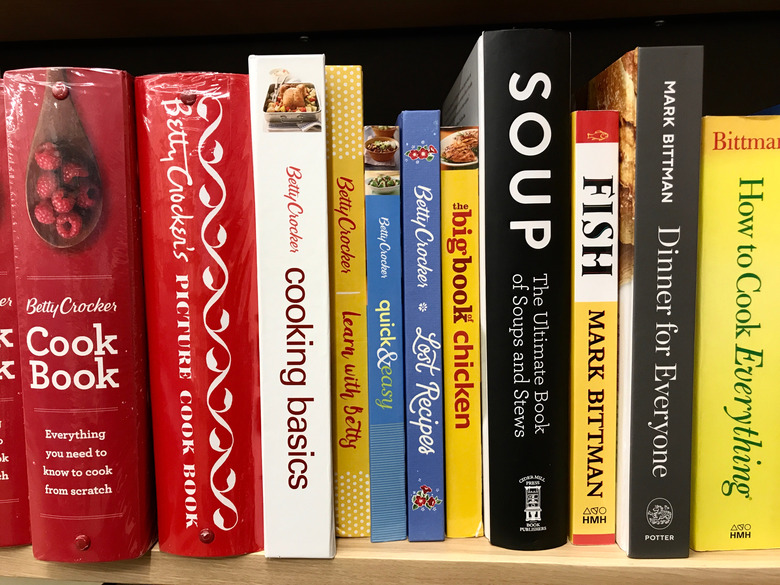 er
k
k
Betty Crocker
Cook
Book
Everything
you need to
know to cook
from scratch
Betty Crocker's PICTURE COOK BOOK
Betty Crocker
cooking basics
Betty Crocker
Learn with Betty
Betty Crocker
quick & easy
Betty Crocker
Lost Recipes
the big book of chicken
SOUP
The Ultimate Book
of Soups and Stews
CIDER MILL
PRESS
BOOK
PUBLISHERS
FISH
MARK BITTMAN
HMH
MARK BITTMAN
Dinner for Everyone
POTTER
Bittman
How to Cook Everything
HMH